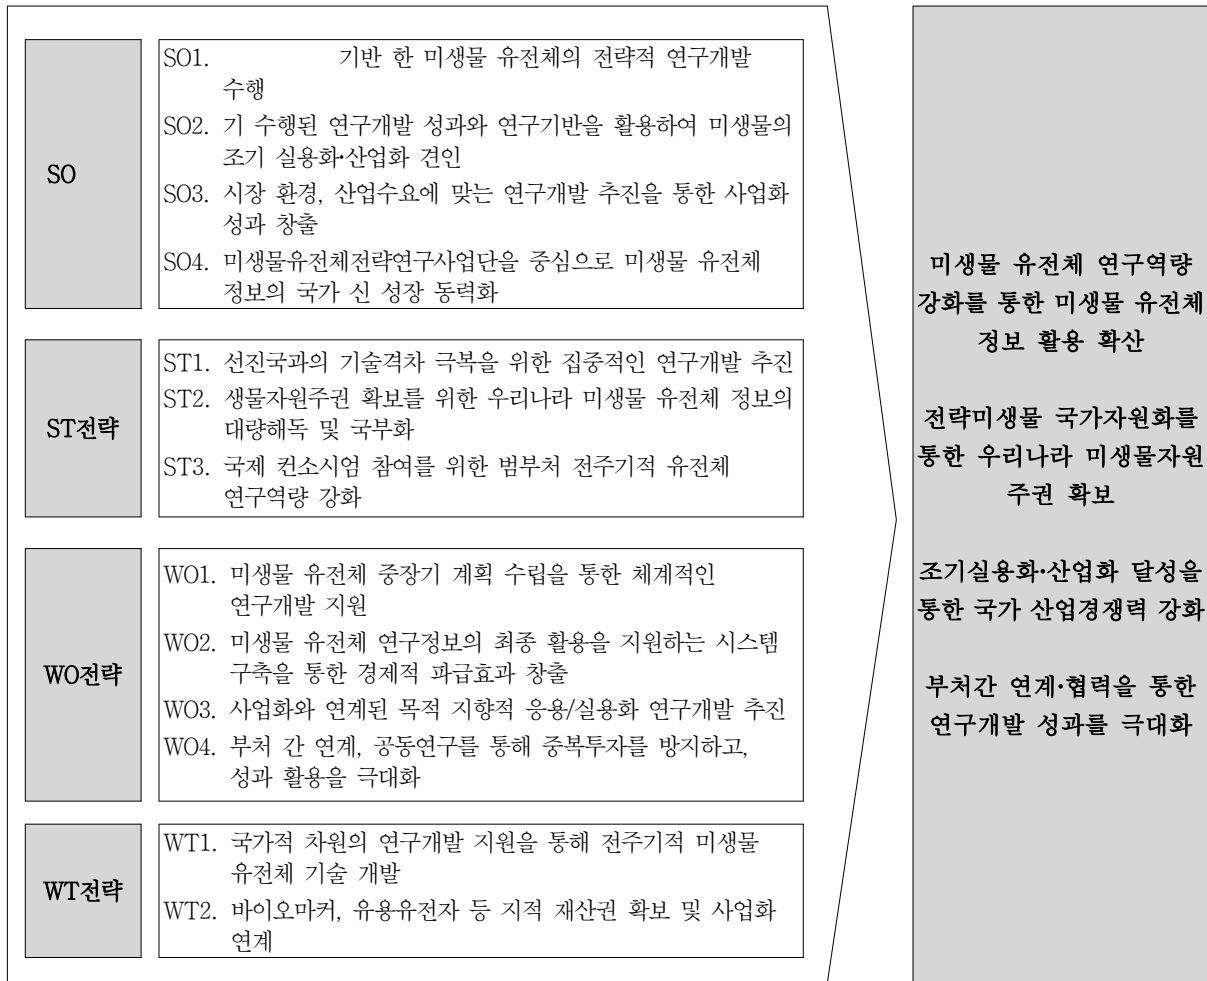 SO
SO1. 기반 한 미생물 유전체의 전략적 연구개발
수행
SO2. 기 수행된 연구개발 성과와 연구기반을 활용하여 미생물의
조기 실용화·산업화 견인
SO3. 시장 환경, 산업수요에 맞는 연구개발 추진을 통한 사업화
성과 창출
SO4. 미생물유전체전략연구사업단을 중심으로 미생물 유전체
정보의 국가 신 성장 동력화
ST전략
ST1. 선진국과의 기술격차 극복을 위한 집중적인 연구개발 추진
ST2. 생물자원주권 확보를 위한 우리나라 미생물 유전체 정보의
대량해독 및 국부화
ST3. 국제 컨소시엄 참여를 위한 범부처 전주기적 유전체
연구역량 강화
WO전략
WO1. 미생물 유전체 중장기 계획 수립을 통한 체계적인
연구개발 지원
WO2. 미생물 유전체 연구정보의 최종 활용을 지원하는 시스템
구축을 통한 경제적 파급효과 창출
WO3. 사업화와 연계된 목적 지향적 응용/실용화 연구개발 추진
WO4. 부처 간 연계, 공동연구를 통해 중복투자를 방지하고,
성과 활용을 극대화
WT전략
WT1. 국가적 차원의 연구개발 지원을 통해 전주기적 미생물
유전체 기술 개발
WT2. 바이오마커, 유용유전자 등 지적 재산권 확보 및 사업화
연계
미생물 유전체 연구역량
강화를 통한 미생물 유전체
정보 활용 확산
전략미생물 국가자원화를
통한 우리나라 미생물자원
주권 확보
조기실용화·산업화 달성을
통한 국가 산업경쟁력 강화
부처간 연계·협력을 통한
연구개발 성과를 극대화